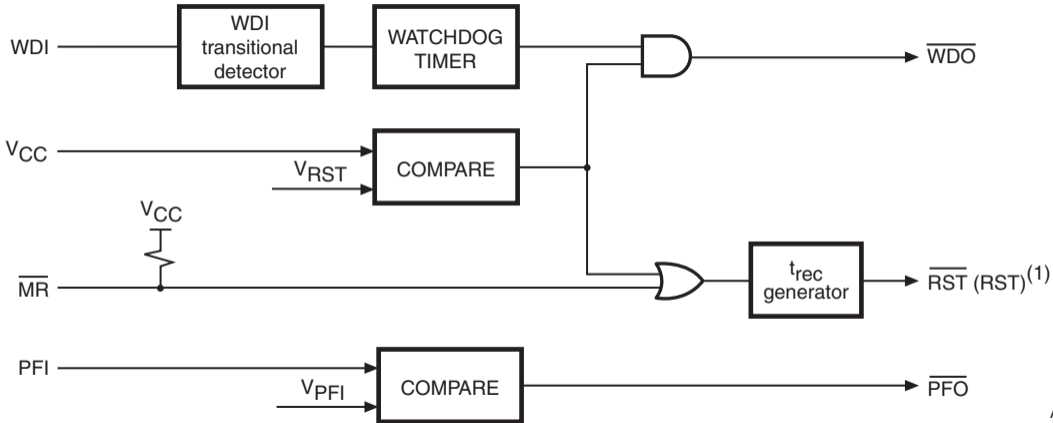 WDI
WDI
transitional
detector
WATCHDOG
TIMER
WDO
VCC
VRST
COMPARE
VCC
MR
trec
generator
RST (RST)(1)
PFI
VPFI
COMPARE
PFO